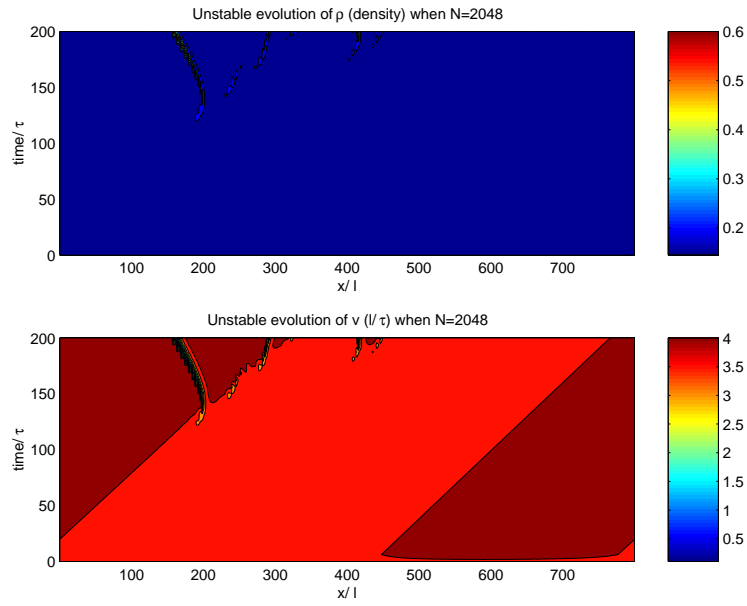 Unstable evolution of ρ (density) when N=2048
200
150
100
50
0
time/ τ
100 200 300 400 500 600 700
x/ l
0.6
0.5
0.4
0.3
0.2
Unstable evolution of v (l/ τ) when N=2048
200
150
100
50
0
time/ τ
100 200 300 400 500 600 700
x/ l
4
3.5
3
2.5
2
1.5
1
0.5